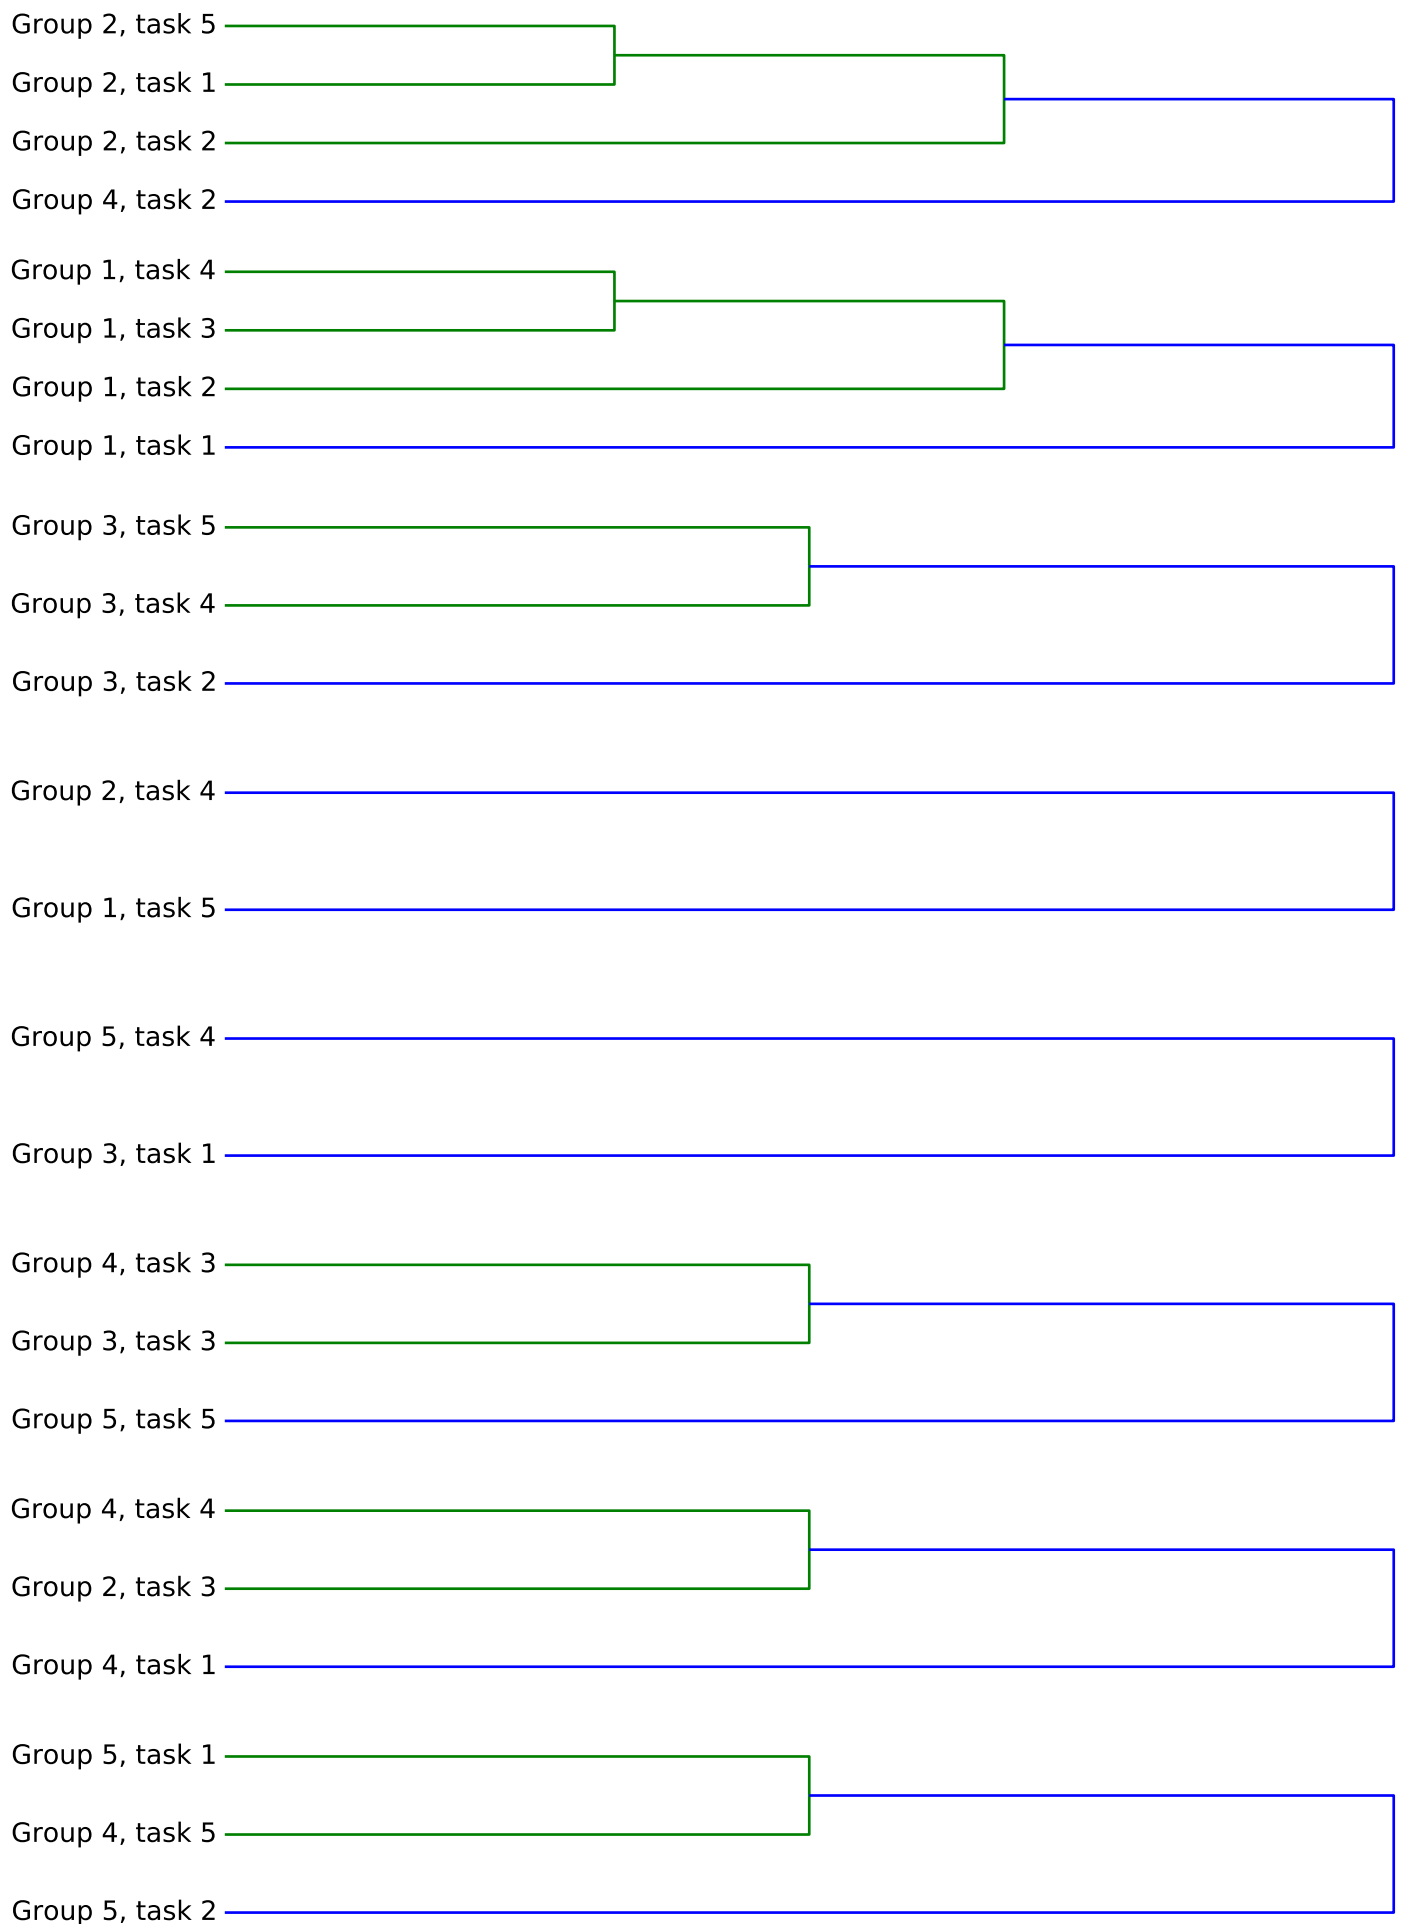 Group 2, task 5
Group 2, task 1
Group 2, task 2
Group 4, task 2
Group 1, task 4
Group 1, task 3
Group 1, task 2
Group 1, task 1
Group 3, task 5
Group 3, task 4
Group 3, task 2
Group 2, task 4
Group 1, task 5
Group 5, task 4
Group 3, task 1
Group 4, task 3
Group 3, task 3
Group 5, task 5
Group 4, task 4
Group 2, task 3
Group 4, task 1
Group 5, task 1
Group 4, task 5
Group 5, task 2